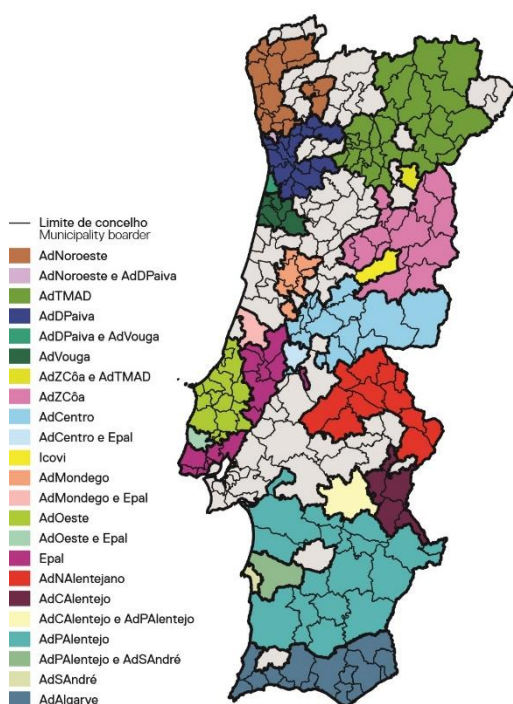 Limite de concelho
Municipality boarder
AdNoroeste
AdNoroeste e AdDPaiva
AdTMAD
AdDPaiva
AdDPaiva e AdVouga
AdVouga
AdZCôa e AdTMAD
AdZCôa
AdCentro
AdCentro e Epal
Icovi
AdMondego
AdMondego e Epal
AdOeste
AdOeste e Epal
Epal
AdNAlentejano
AdCAlentejo
AdCAlentejo e AdPAlentejo
AdPAlentejo
AdPAlentejo e AdSAndré
AdSAndré
AdAlgarve